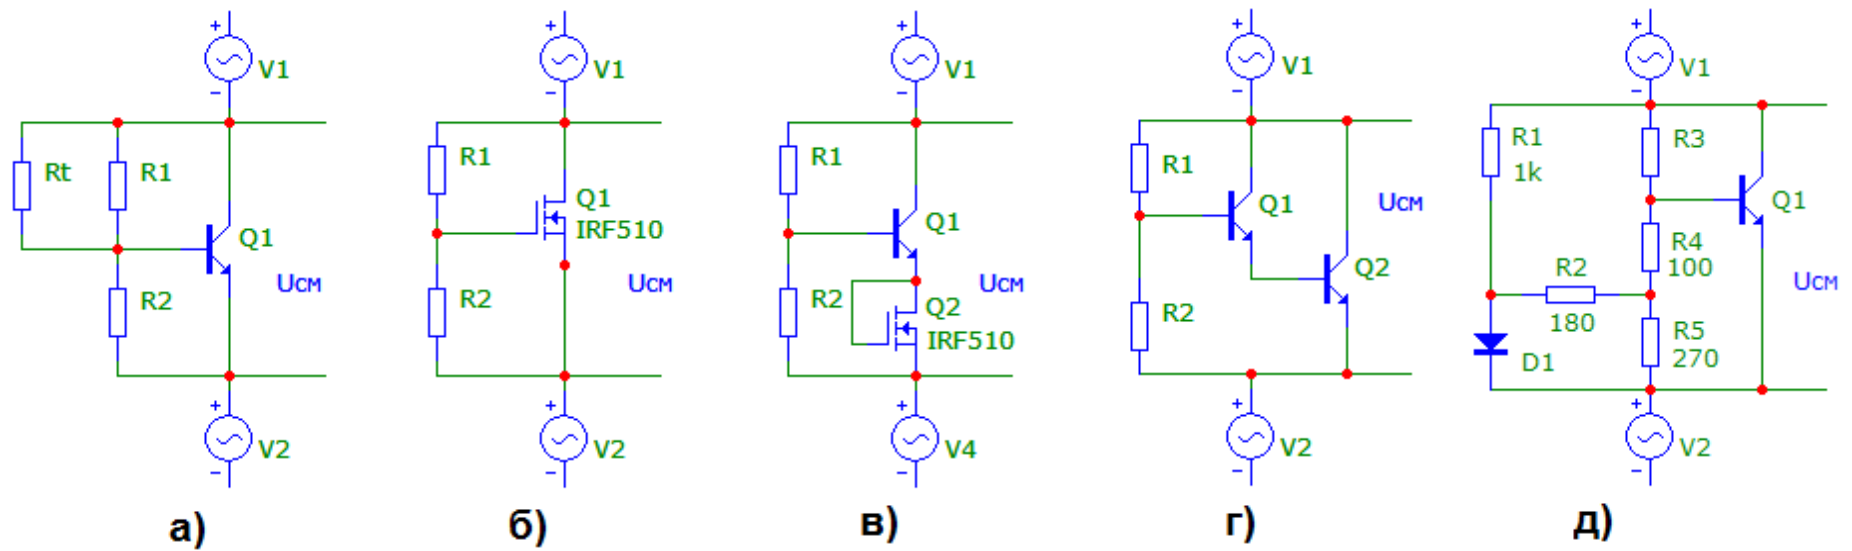 V1
Rt
R1
Q1
Uсм
R2
V2
а)
V1
R1
Q1
IRF510
Uсм
R2
V2
б)
V1
R1
Q1
Uсм
R2
Q2
IRF510
V4
в)
V1
R1
Q1
Uсм
Q2
R2
V2
г)
V1
R1
1k
R3
Q1
R4
100
R2
180
Uсм
R5
270
D1
V2
д)
+
−
+
−
+
−
+
−
+
−
+
−
+
−
+
−
+
−
+
−